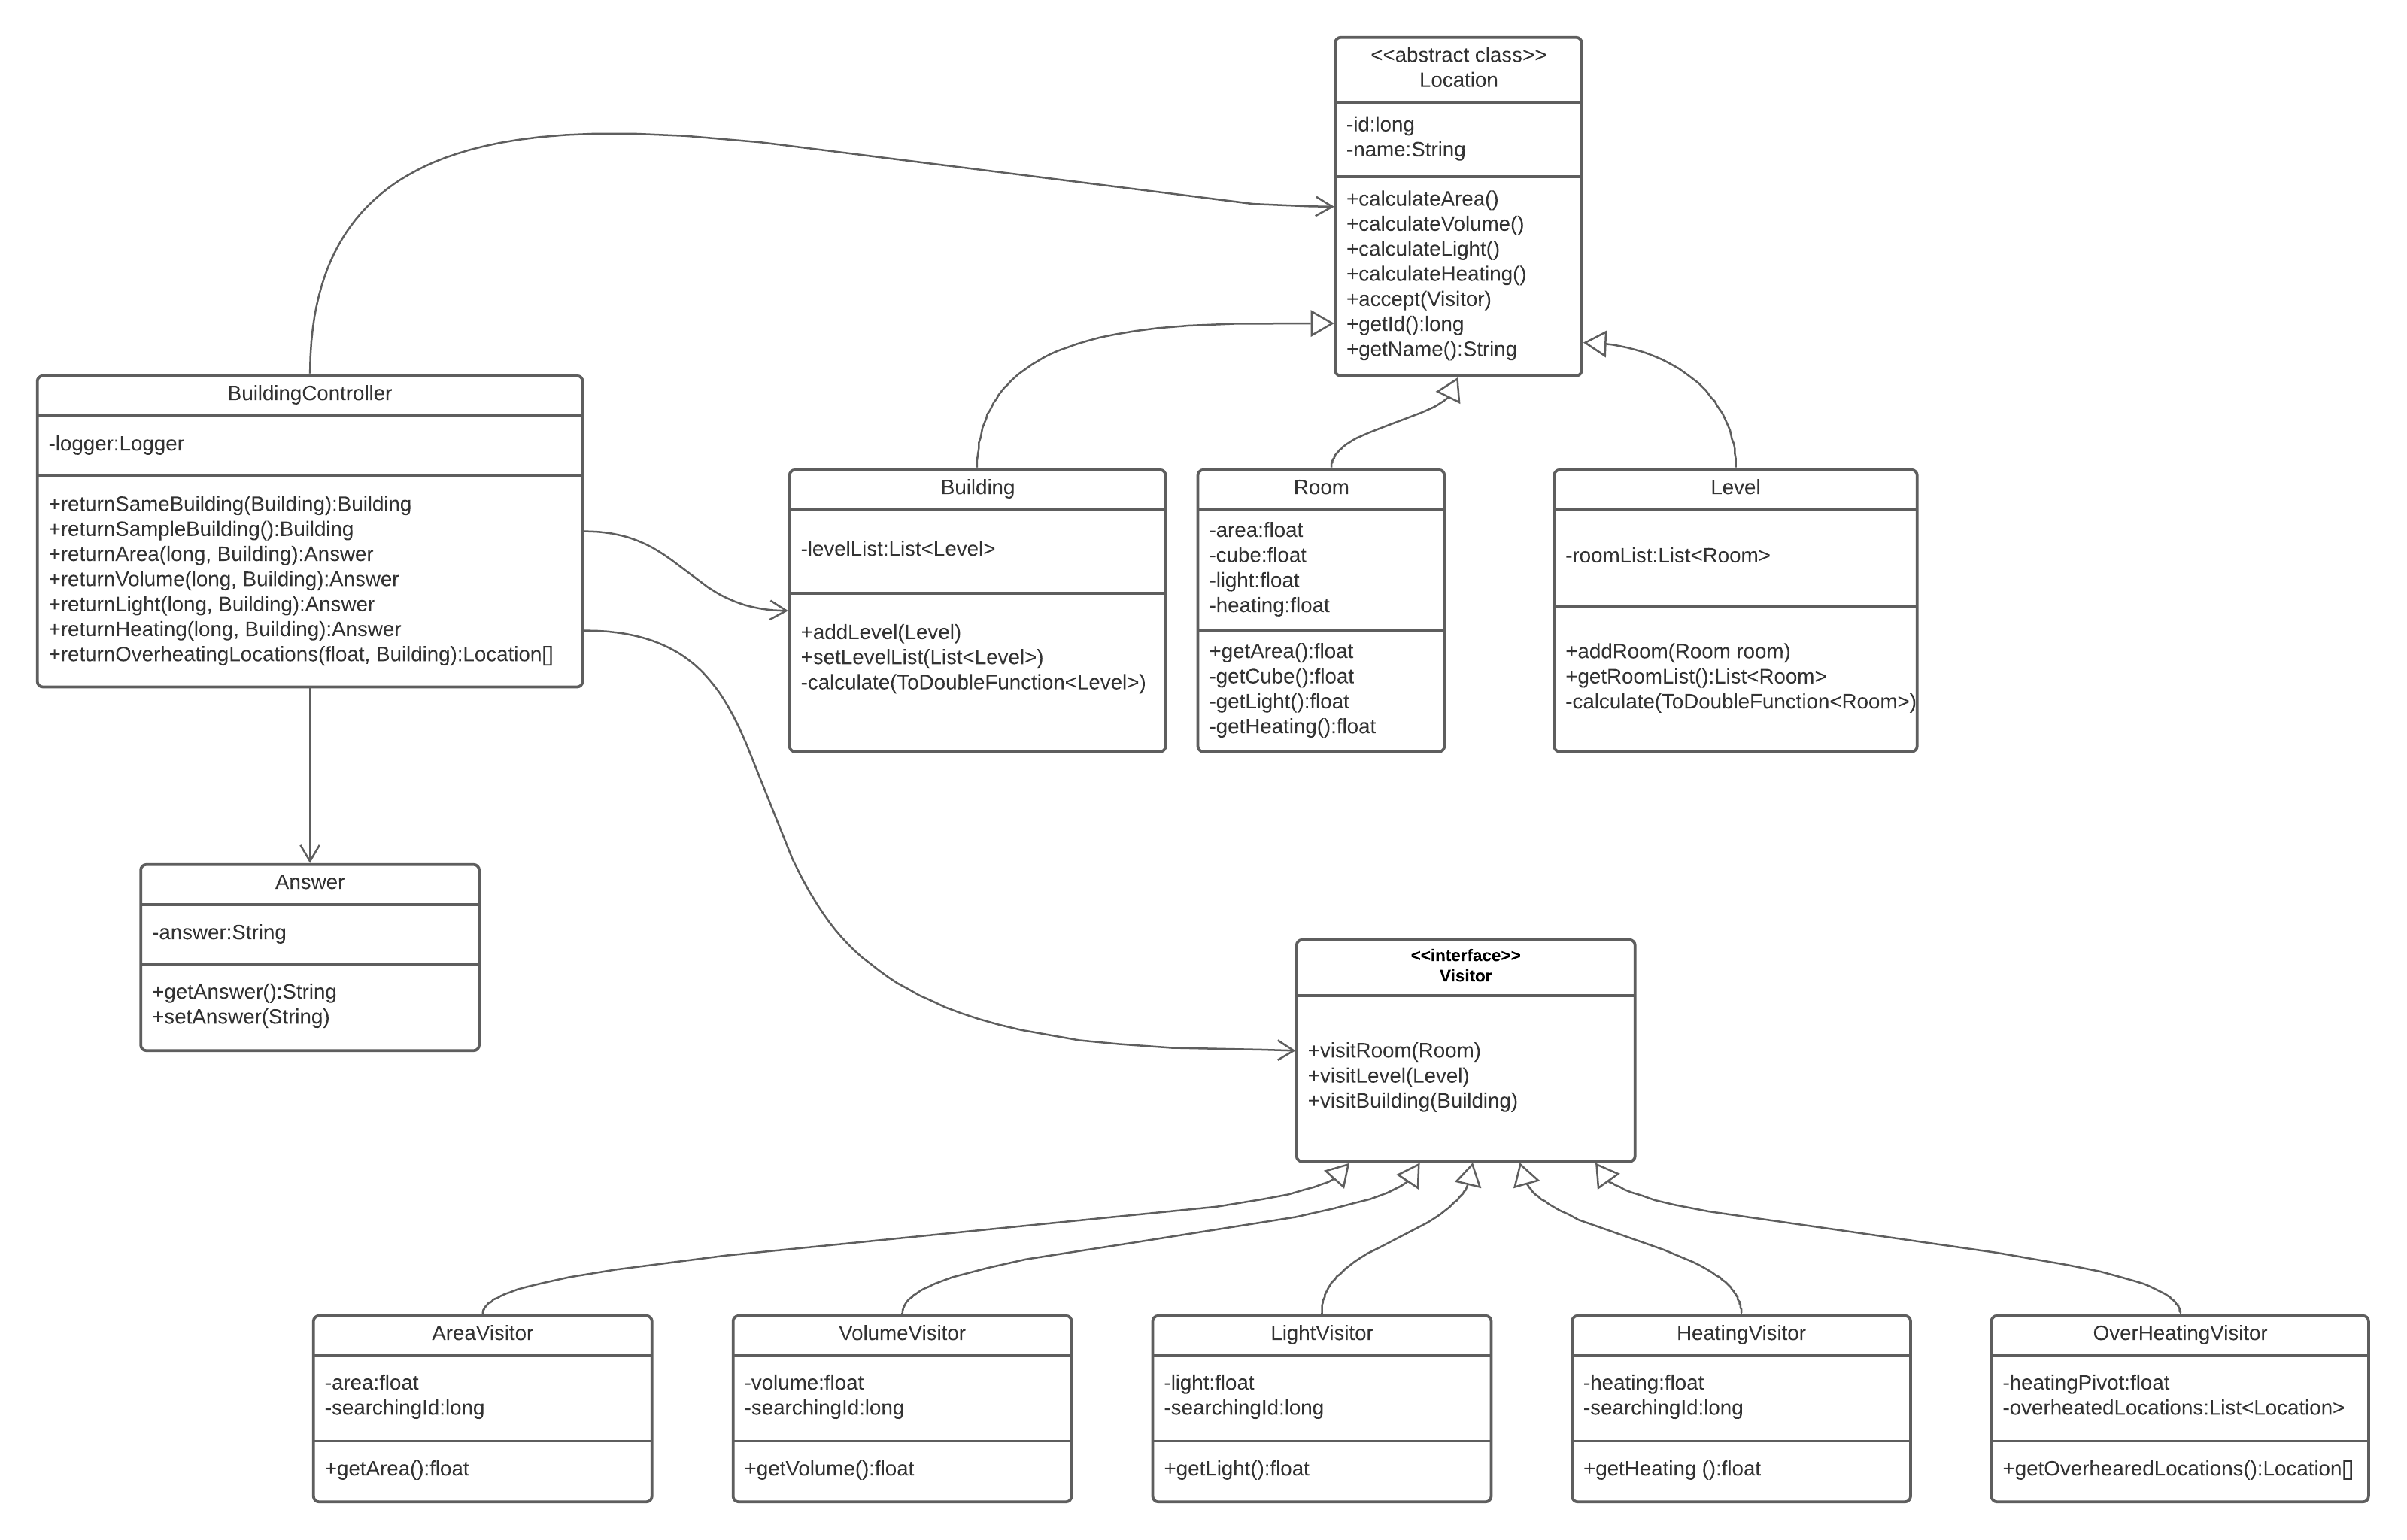 <<abstract class>>
Location
-id:long
-name:String
+calculateArea()
+calculateVolume()
+calculateLight()
+calculateHeating()
+accept(Visitor)
+getId():long
+getName():String
BuildingController
-logger:Logger
+returnSameBuilding(Building):Building
+returnSampleBuilding():Building
+returnArea(long, Building):Answer
+returnVolume(long, Building):Answer
+returnLight(long, Building):Answer
+returnHeating(long, Building):Answer
+returnOverheatingLocations(float, Building):Location[]
Building
-levelList:List<Level>
+addLevel(Level)
+setLevelList(List<Level>)
-calculate(ToDoubleFunction<Level>)
Room
-area:float
-cube:float
-light:float
-heating:float
+getArea():float
-getCube():float
-getLight():float
-getHeating():float
Level
-roomList:List<Room>
+addRoom(Room room)
+getRoomList():List<Room>
-calculate(ToDoubleFunction<Room>)
Answer
-answer:String
+getAnswer():String
+setAnswer(String)
<<interface>>
Visitor
+visitRoom(Room)
+visitLevel(Level)
+visitBuilding(Building)
AreaVisitor
-area:float
-searchingId:long
+getArea():float
VolumeVisitor
-volume:float
-searchingId:long
+getVolume():float
LightVisitor
-light:float
-searchingId:long
+getLight():float
HeatingVisitor
-heating:float
-searchingId:long
+getHeating ():float
OverHeatingVisitor
-heatingPivot:float
-overheatedLocations:List<Location>
+getOverhearedLocations():Location[]